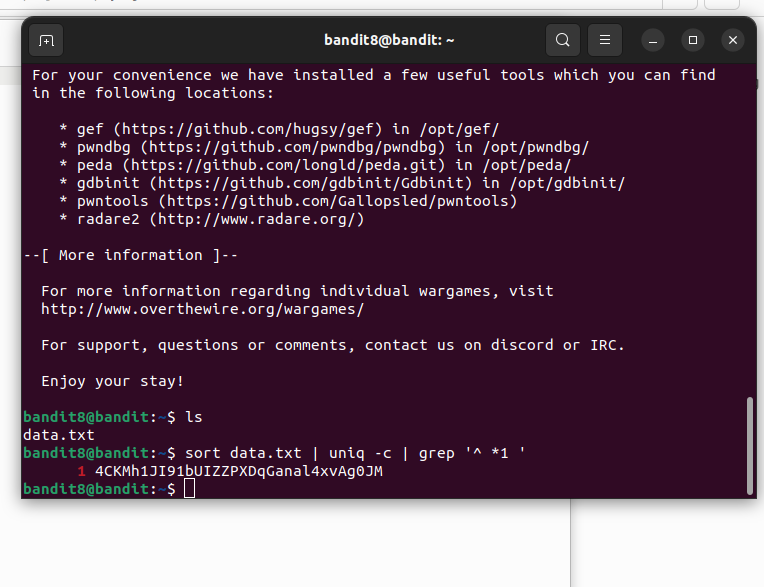 bandit8@bandit: ~
For your convenience we have installed a few useful tools which you can find
in the following locations:
* gef (https://github.com/hugsy/gef) in /opt/gef/
* pwndbg (https://github.com/pwndbg/pwndbg) in /opt/pwndbg/
* peda (https://github.com/longld/peda.git) in /opt/peda/
* gdbinit (https://github.com/gdbinit/Gdbinit) in /opt/gdbinit/
* pwntools (https://github.com/Gallopsled/pwntools)
* radare2 (http://www.radare.org/)
--[ More information ]--
For more information regarding individual wargames, visit
http://www.overthewire.org/wargames/
For support, questions or comments, contact us on discord or IRC.
Enjoy your stay!
bandit8@bandit:~$ ls
data.txt
bandit8@bandit:~$ sort data.txt | uniq -c | grep '^ *1 '
1 4CKMh1JI91bUIZZPXDqGanal4xvAg0JM
bandit8@bandit:~$